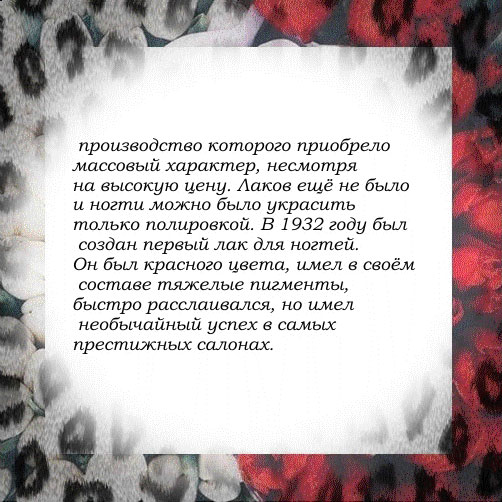 производство которого приобрело
массовый характер, несмотря
на высокую цену. Лаков ещё не было
и ногти можно было украсить
только полировкой. В 1932 году был
создан первый лак для ногтей.
Он был красного цвета, имел в своём
составе тяжелые пигменты,
быстро расслаивался, но имел
необычайный успех в самых
престижных салонах.